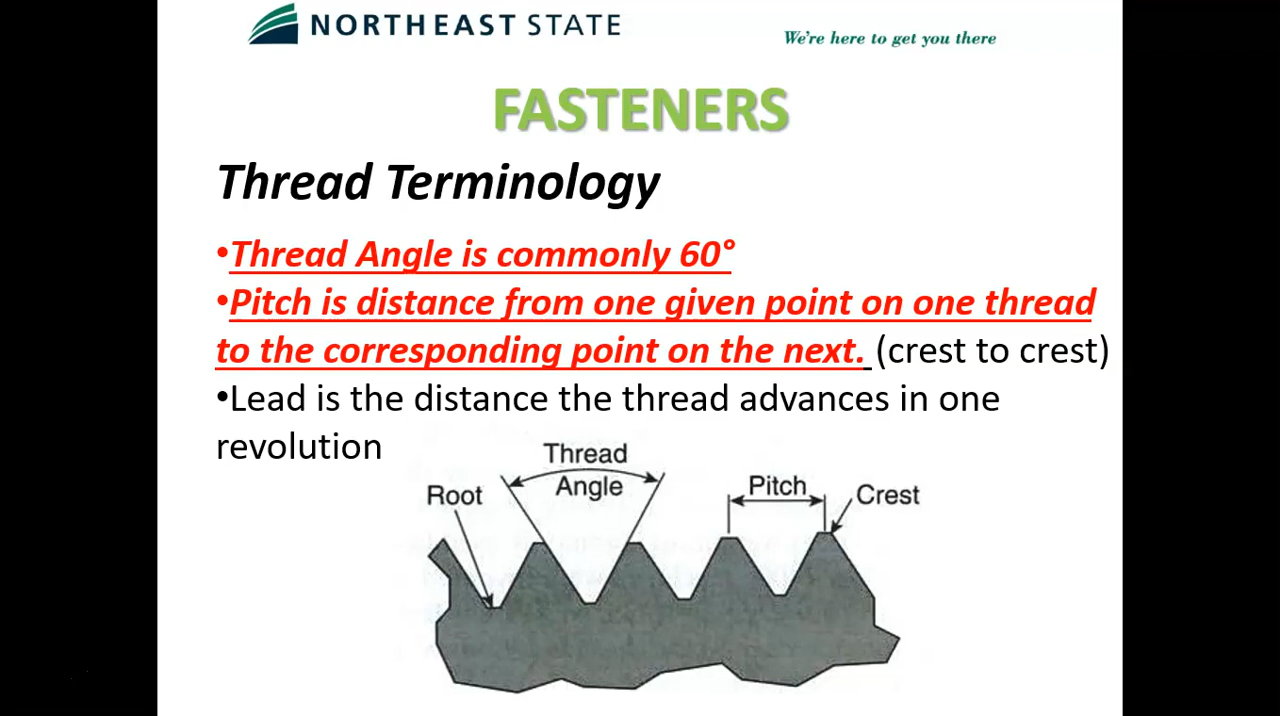 NORTHEAST STATE
We're here to get you there
FASTENERS
Thread Terminology
•Thread Angle is commonly 60°
•Pitch is distance from one given point on one thread
to the corresponding point on the next. (crest to crest)
•Lead is the distance the thread advances in one
revolution
Thread
Angle
Root
Pitch
Crest